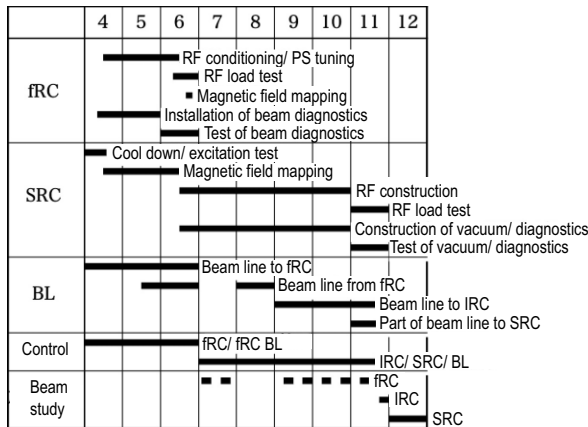 4 5 6 7 8 9 10 11 12
fRC
RF conditioning/ PS tuning
RF load test
Magnetic field mapping
Installation of beam diagnostics
Test of beam diagnostics
SRC
Cool down/ excitation test
Magnetic field mapping
RF construction
RF load test
Construction of vacuum/ diagnostics
Test of vacuum/ diagnostics
BL
Beam line to fRC
Beam line from fRC
Beam line to IRC
Part of beam line to SRC
Control
fRC/ fRC BL
IRC/ SRC/ BL
Beam
study
fRC
IRC
SRC